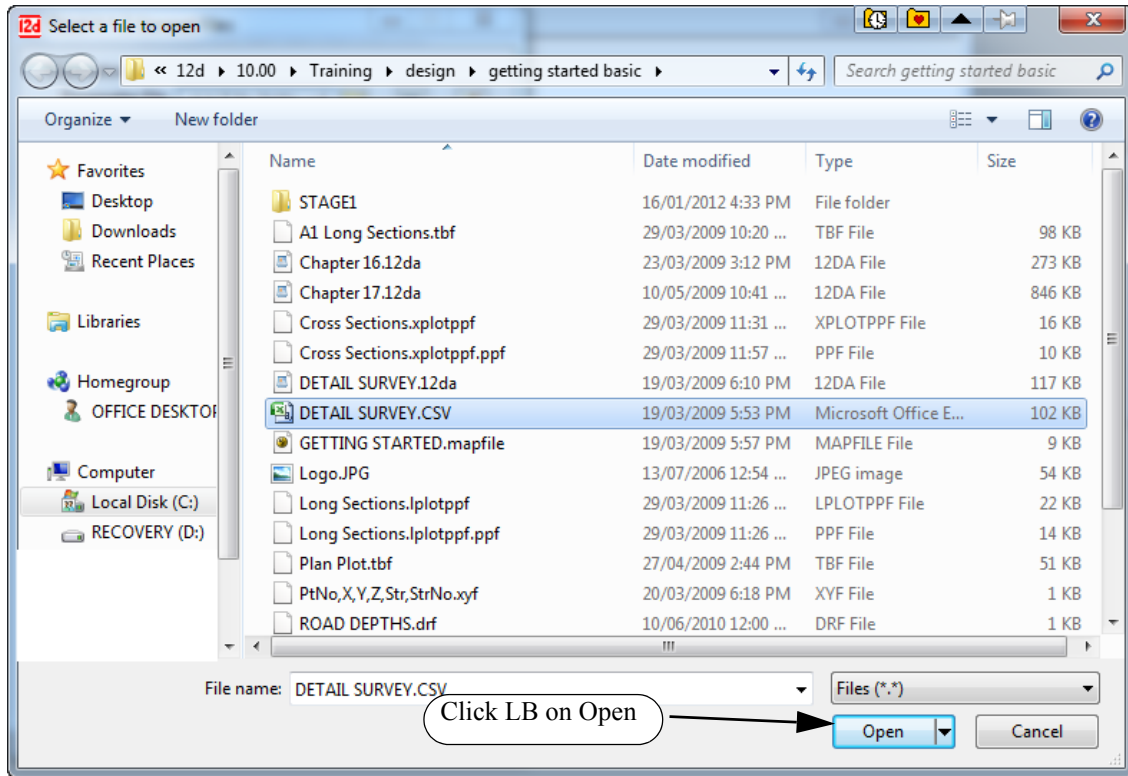 12d Select a file to open
« 12d ▸ 10.00 ▸ Training ▸ design ▸ getting started basic ▸
Search getting started basic
Organize New folder
Favorites
Desktop
Downloads
Recent Places
Libraries
Homegroup
OFFICE DESKTOP
Computer
Local Disk (C:)
RECOVERY (D:)
Name Date modified Type Size
STAGE1 16/01/2012 4:33 PM File folder
A1 Long Sections.tbf 29/03/2009 10:20 ... TBF File 98 KB
Chapter 16.12da 23/03/2009 3:12 PM 12DA File 273 KB
Chapter 17.12da 10/05/2009 10:41 ... 12DA File 846 KB
Cross Sections.xplotppf 29/03/2009 11:31 ... XPLOTPPF File 16 KB
Cross Sections.xplotppf.ppf 29/03/2009 11:57 ... PPF File 10 KB
DETAIL SURVEY.12da 19/03/2009 6:10 PM 12DA File 117 KB
DETAIL SURVEY.CSV 19/03/2009 5:53 PM Microsoft Office E... 102 KB
GETTING STARTED.mapfile 19/03/2009 5:57 PM MAPFILE File 9 KB
Logo.JPG 13/07/2006 12:54 ... JPEG image 54 KB
Long Sections.lplotppf 29/03/2009 11:26 ... LPLOTPPF File 22 KB
Long Sections.lplotppf.ppf 29/03/2009 11:26 ... PPF File 14 KB
Plan Plot.tbf 27/04/2009 2:44 PM TBF File 51 KB
PtNo,X,Y,Z,Str,StrNo.xyf 20/03/2009 6:18 PM XYF File 1 KB
ROAD DEPTHS.drf 10/06/2010 12:00 ... DRF File 1 KB
File name: DETAIL SURVEY.CSV Files (*.*)
Click LB on Open
Open Cancel